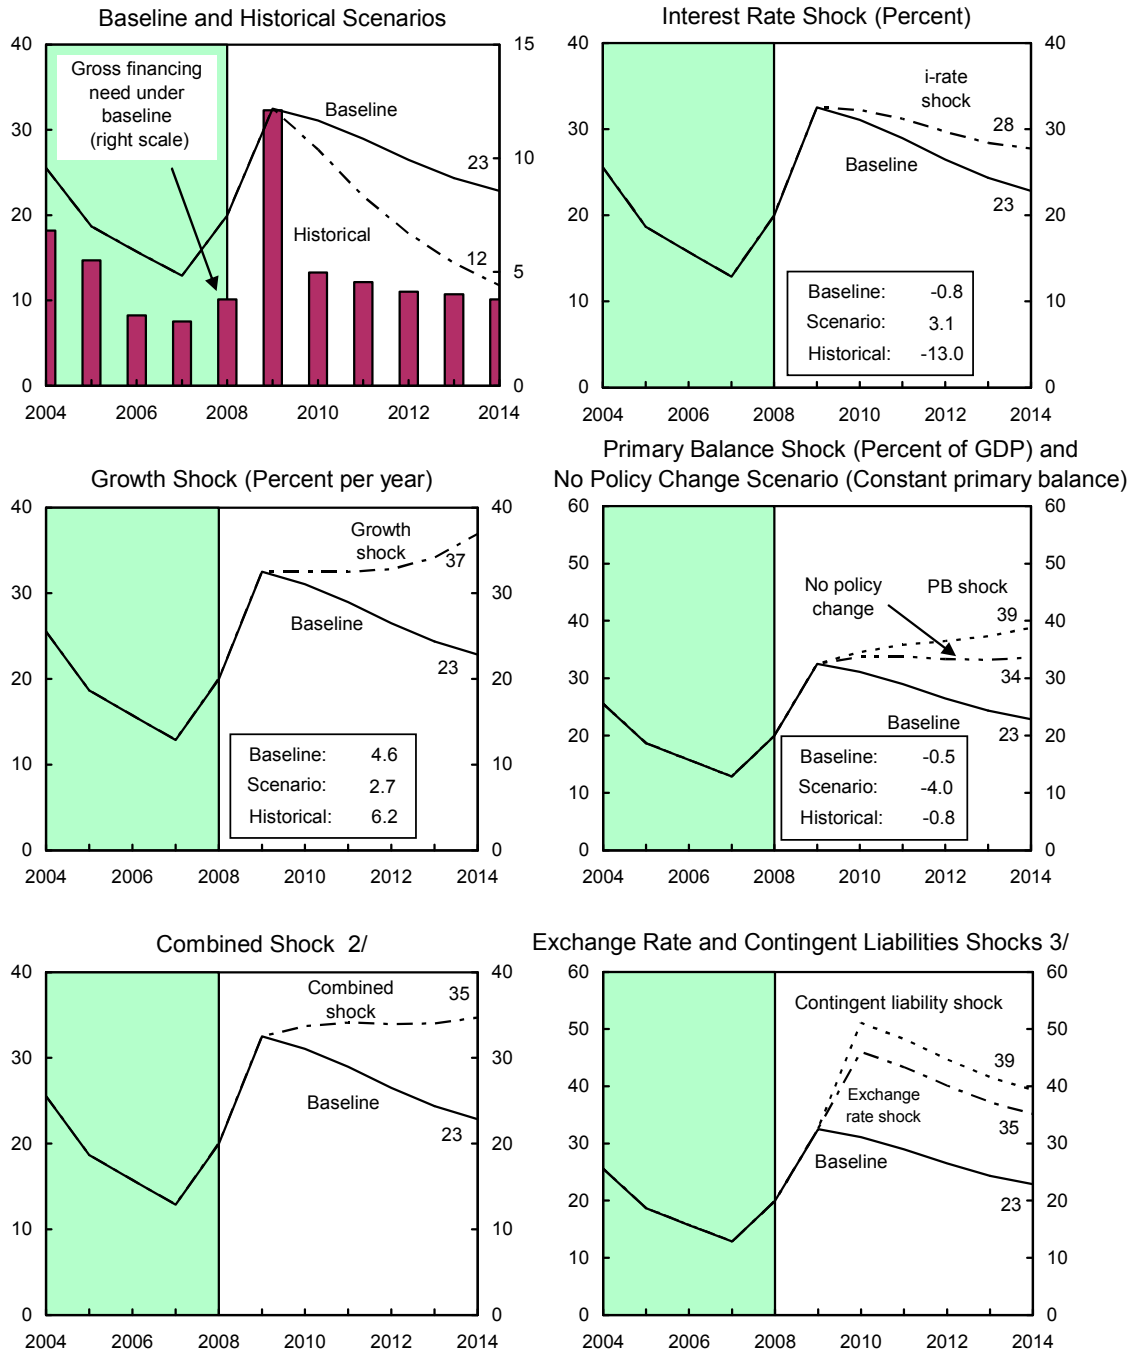 Baseline and Historical Scenarios
40
30
20
10
0
15
10
5
0
Gross financing
need under
baseline
(right scale)
Baseline
23
Historical
12
2004 2006 2008 2010 2012 2014
Interest Rate Shock (Percent)
40
30
20
10
0
40
30
20
10
0
i-rate
shock
28
Baseline
23
Baseline: -0.8
Scenario: 3.1
Historical: -13.0
2004 2006 2008 2010 2012 2014
Growth Shock (Percent per year)
40
30
20
10
0
40
30
20
10
0
Growth
shock
37
Baseline
23
Baseline: 4.6
Scenario: 2.7
Historical: 6.2
2004 2006 2008 2010 2012 2014
Primary Balance Shock (Percent of GDP) and
No Policy Change Scenario (Constant primary balance)
60
50
40
30
20
10
0
60
50
40
30
20
10
0
No policy
change
PB shock
39
34
Baseline
23
Baseline: -0.5
Scenario: -4.0
Historical: -0.8
2004 2006 2008 2010 2012 2014
Combined Shock 2/
40
30
20
10
0
40
30
20
10
0
Combined
shock
35
Baseline
23
2004 2006 2008 2010 2012 2014
Exchange Rate and Contingent Liabilities Shocks 3/
60
50
40
30
20
10
0
60
50
40
30
20
10
0
Contingent liability shock
39
Exchange
rate shock
35
Baseline
23
2004 2006 2008 2010 2012 2014